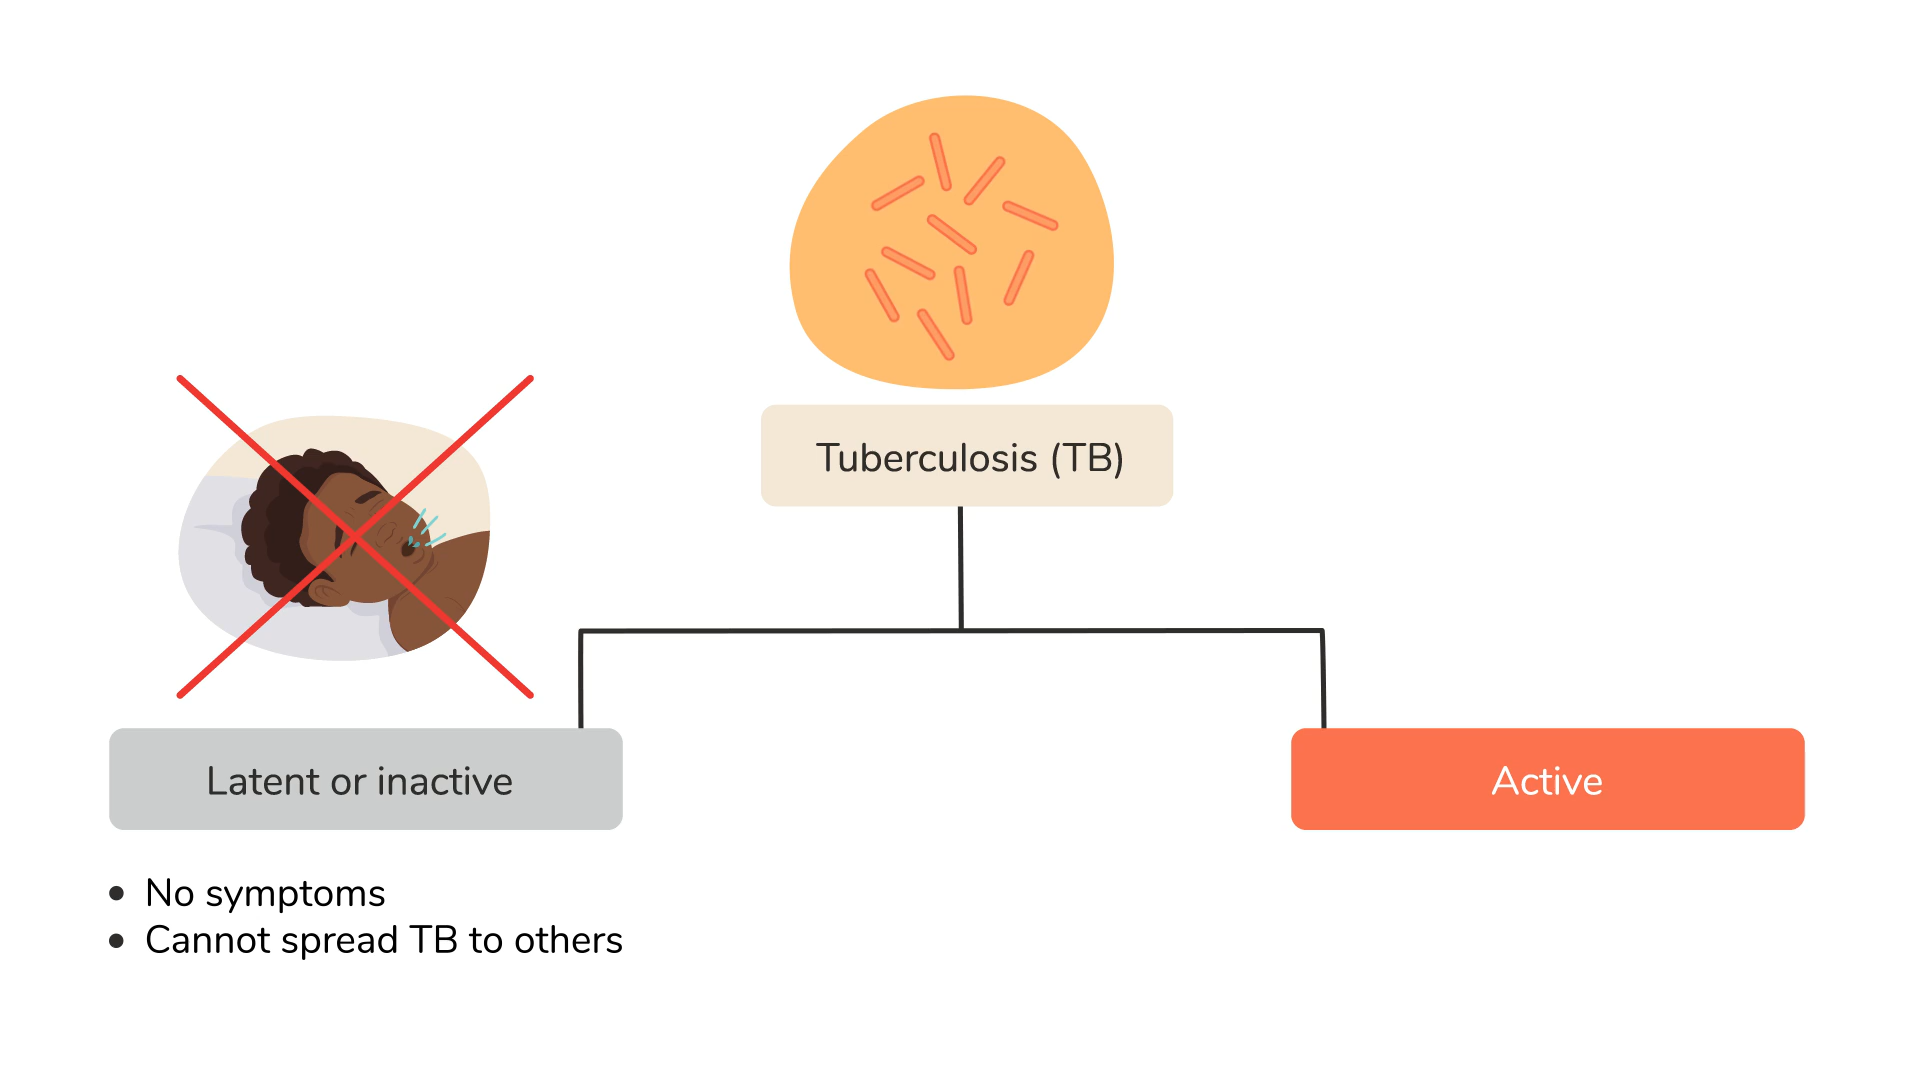 Tuberculosis (TB)
Latent or inactive
Active
• No symptoms
• Cannot spread TB to others